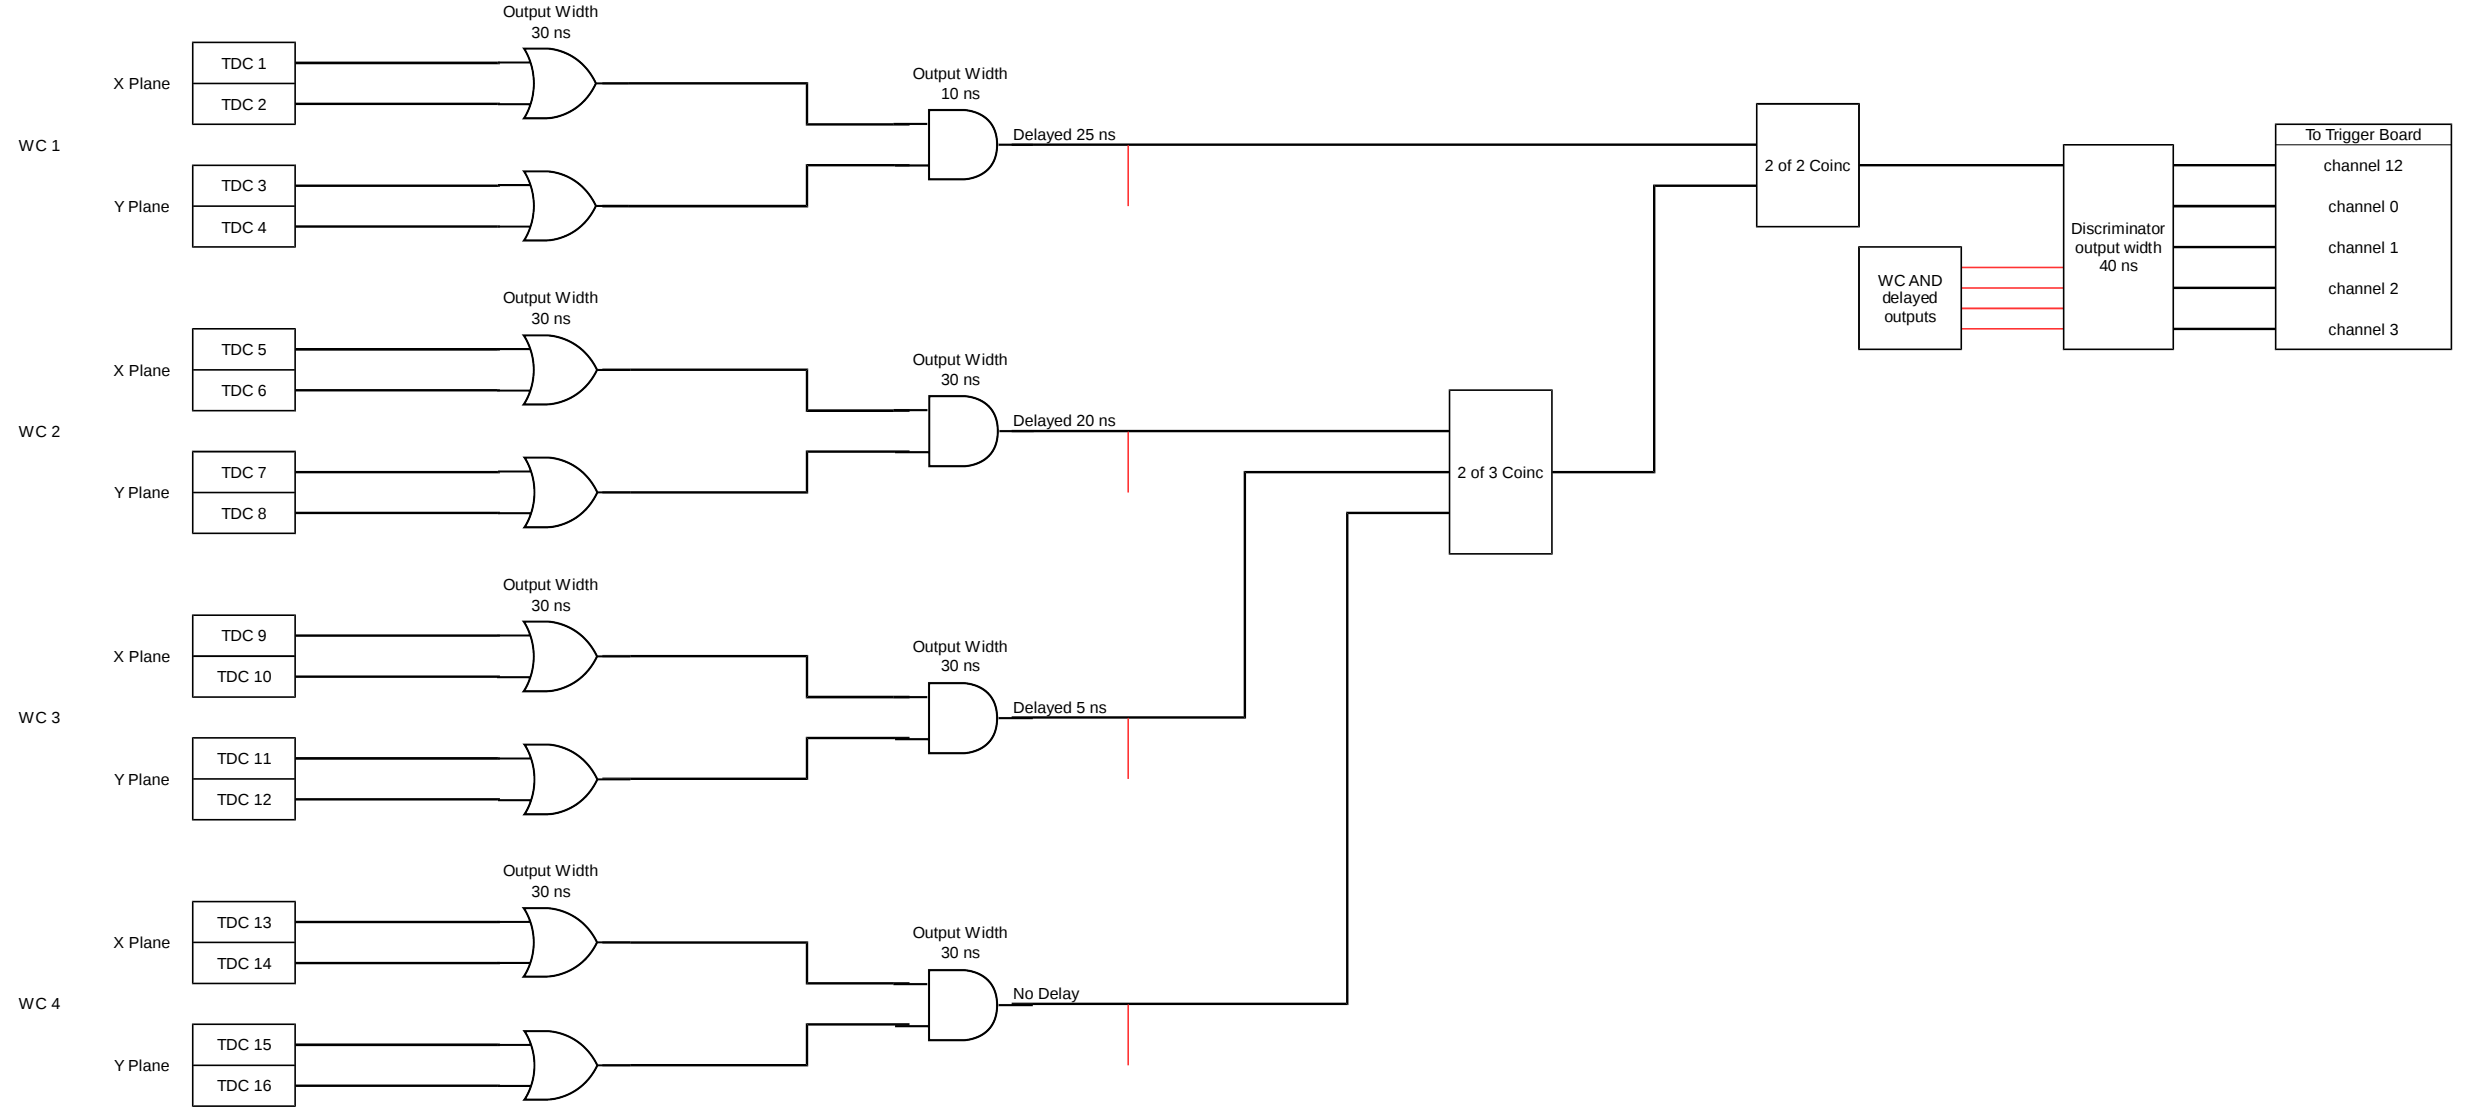 Output Width
30 ns
TDC 1
X Plane
TDC 2
Output Width
10 ns
Delayed 25 ns
WC 1
TDC 3
Y Plane
TDC 4
2 of 2 Coinc
To Trigger Board
channel 12
channel 0
channel 1
channel 2
channel 3
Discriminator
output width
40 ns
WC AND
delayed
outputs
Output Width
30 ns
TDC 5
X Plane
TDC 6
Output Width
30 ns
Delayed 20 ns
WC 2
TDC 7
Y Plane
TDC 8
2 of 3 Coinc
Output Width
30 ns
TDC 9
X Plane
TDC 10
Output Width
30 ns
Delayed 5 ns
WC 3
TDC 11
Y Plane
TDC 12
Output Width
30 ns
TDC 13
X Plane
TDC 14
Output Width
30 ns
No Delay
WC 4
TDC 15
Y Plane
TDC 16